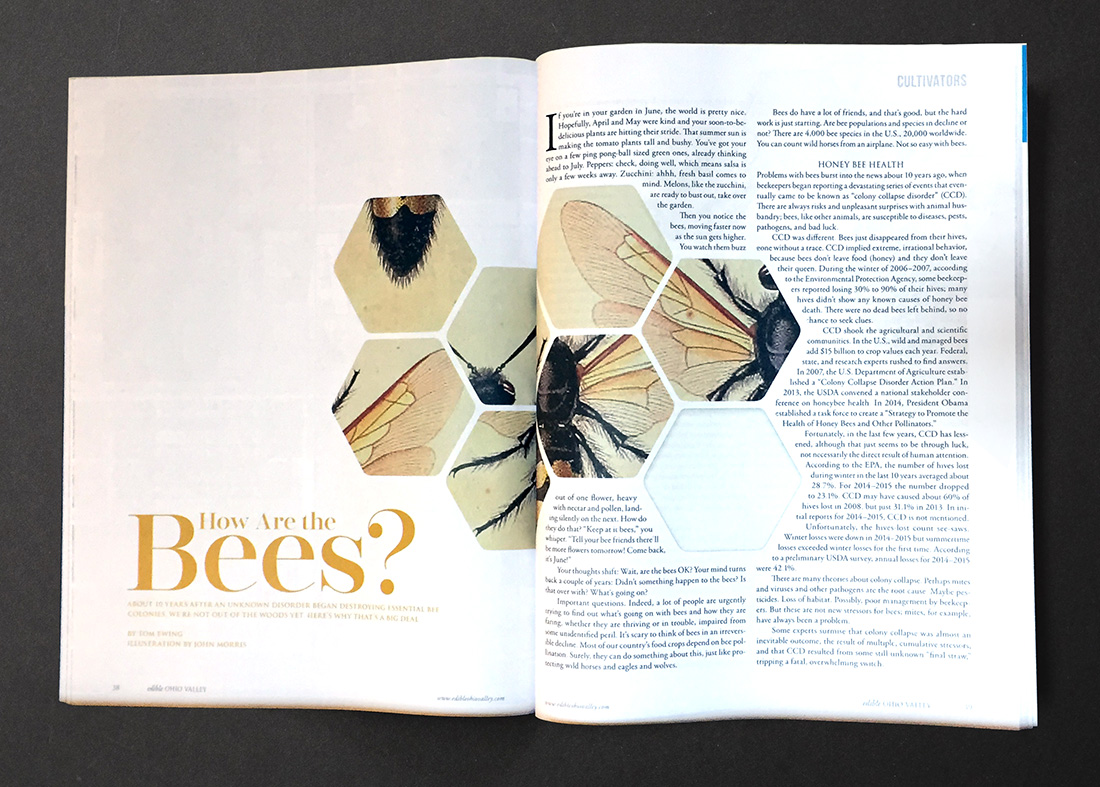 How Are the
Bees?
ABOUT 10 YEARS AFTER AN UNKNOWN DISORDER BEGAN DESTROYING ESSENTIAL BEE
COLONIES, WE'RE NOT OUT OF THE WOODS YET. HERE'S WHY THAT'S A BIG DEAL
BY TOM EWING
ILLUSTRATION BY JOHN MORRIS
38
edible OHIO VALLEY
www.edibleohiovalley.com
CULTIVATORS
If you're in your garden in June, the world is pretty nice.
Hopefully, April and May were kind and your soon-to-be-
delicious plants are hitting their stride. That summer sun is
making the tomato plants tall and bushy. You've got your
eye on a few ping pong-ball sized green ones, already thinking
ahead to July. Peppers: check, doing well, which means salsa is
only a few weeks away. Zucchini: ahhh, fresh basil comes to
mind. Melons, like the zucchini,
are ready to bust out, take over
the garden.
Then you notice the
bees, moving faster now
as the sun gets higher.
You watch them buzz
out of one flower, heavy
with nectar and pollen, land-
ing silently on the next. How do
they do that? "Keep at it bees," you
whisper. "Tell your bee friends there'll
be more flowers tomorrow! Come back,
it's June!"
Your thoughts shift: Wait, are the bees OK? Your mind turns
back a couple of years: Didn't something happen to the bees? Is
that over with? What's going on?
Important questions. Indeed, a lot of people are urgently
trying to find out what's going on with bees and how they are
faring, whether they are thriving or in trouble, impaired from
some unidentified peril. It's scary to think of bees in an irrevers-
ible decline. Most of our country's food crops depend on bee pol-
lination. Surely, they can do something about this, just like pro-
tecting wild horses and eagles and wolves.
Bees do have a lot of friends, and that's good, but the hard
work is just starting. Are bee populations and species in decline or
not? There are 4,000 bee species in the U.S., 20,000 worldwide.
You can count wild horses from an airplane. Not so easy with bees.
HONEY BEE HEALTH
Problems with bees burst into the news about 10 years ago, when
beekeepers began reporting a devastating series of events that even-
tually came to be known as "colony collapse disorder" (CCD).
There are always risks and unpleasant surprises with animal hus-
bandry; bees, like other animals, are susceptible to diseases, pests,
pathogens, and bad luck.
CCD was different. Bees just disappeared from their hives,
gone without a trace. CCD implied extreme, irrational behavior,
because bees don't leave food (honey) and they don't leave
their queen. During the winter of 2006–2007, according
to the Environmental Protection Agency, some beekeep-
ers reported losing 30% to 90% of their hives; many
hives didn't show any known causes of honey bee
death. There were no dead bees left behind, so no
chance to seek clues.
CCD shook the agricultural and scientific
communities. In the U.S., wild and managed bees
add $15 billion to crop values each year. Federal,
state, and research experts rushed to find answers.
In 2007, the U.S. Department of Agriculture estab-
lished a "Colony Collapse Disorder Action Plan." In
2013, the USDA convened a national stakeholder con-
ference on honeybee health. In 2014, President Obama
established a task force to create a "Strategy to Promote the
Health of Honey Bees and Other Pollinators."
Fortunately, in the last few years, CCD has less-
ened, although that just seems to be through luck,
not necessarily the direct result of human attention.
According to the EPA, the number of hives lost
during winter in the last 10 years averaged about
28.7%. For 2014–2015 the number dropped
to 23.1%. CCD may have caused about 60% of
hives lost in 2008, but just 31.1% in 2013. In ini-
tial reports for 2014–2015, CCD is not mentioned.
Unfortunately, the hives lost count see-saws.
Winter losses were down in 2014–2015 but summertime
losses exceeded winter losses for the first time. According
to a preliminary USDA survey, annual losses for 2014–2015
were 42.1%.
There are many theories about colony collapse. Perhaps mites
and viruses and other pathogens are the root cause. Maybe pes-
ticides. Loss of habitat. Possibly, poor management by beekeep-
ers. But these are not new stressors for bees; mites, for example,
have always been a problem.
Some experts surmise that colony collapse was almost an
inevitable outcome, the result of multiple, cumulative stressors,
and that CCD resulted from some still unknown "final straw,"
tripping a fatal, overwhelming switch.
www.edibleohiovalley.com
edible OHIO VALLEY